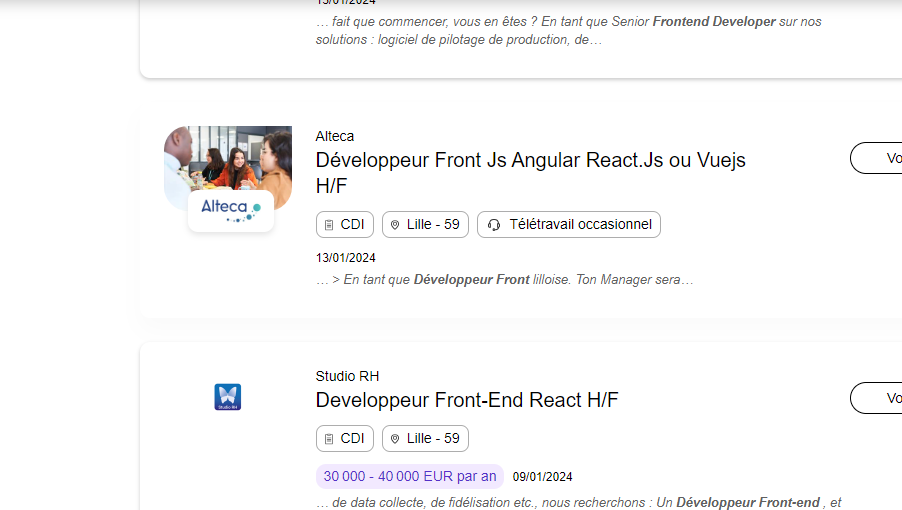 13/01/2024
… fait que commencer, vous en êtes ? En tant que Senior Frontend Developer sur nos
solutions : logiciel de pilotage de production, de…
Alteca
Développeur Front Js Angular React.Js ou Vuejs
H/F
Vo
Alteca
CDI
Lille - 59
Télétravail occasionnel
13/01/2024
… > En tant que Développeur Front lilloise. Ton Manager sera…
Studio RH
Developpeur Front-End React H/F
Vo
Studio RH
CDI
Lille - 59
30 000 - 40 000 EUR par an
09/01/2024
… de data collecte, de fidélisation etc., nous recherchons : Un Développeur Front-end , et